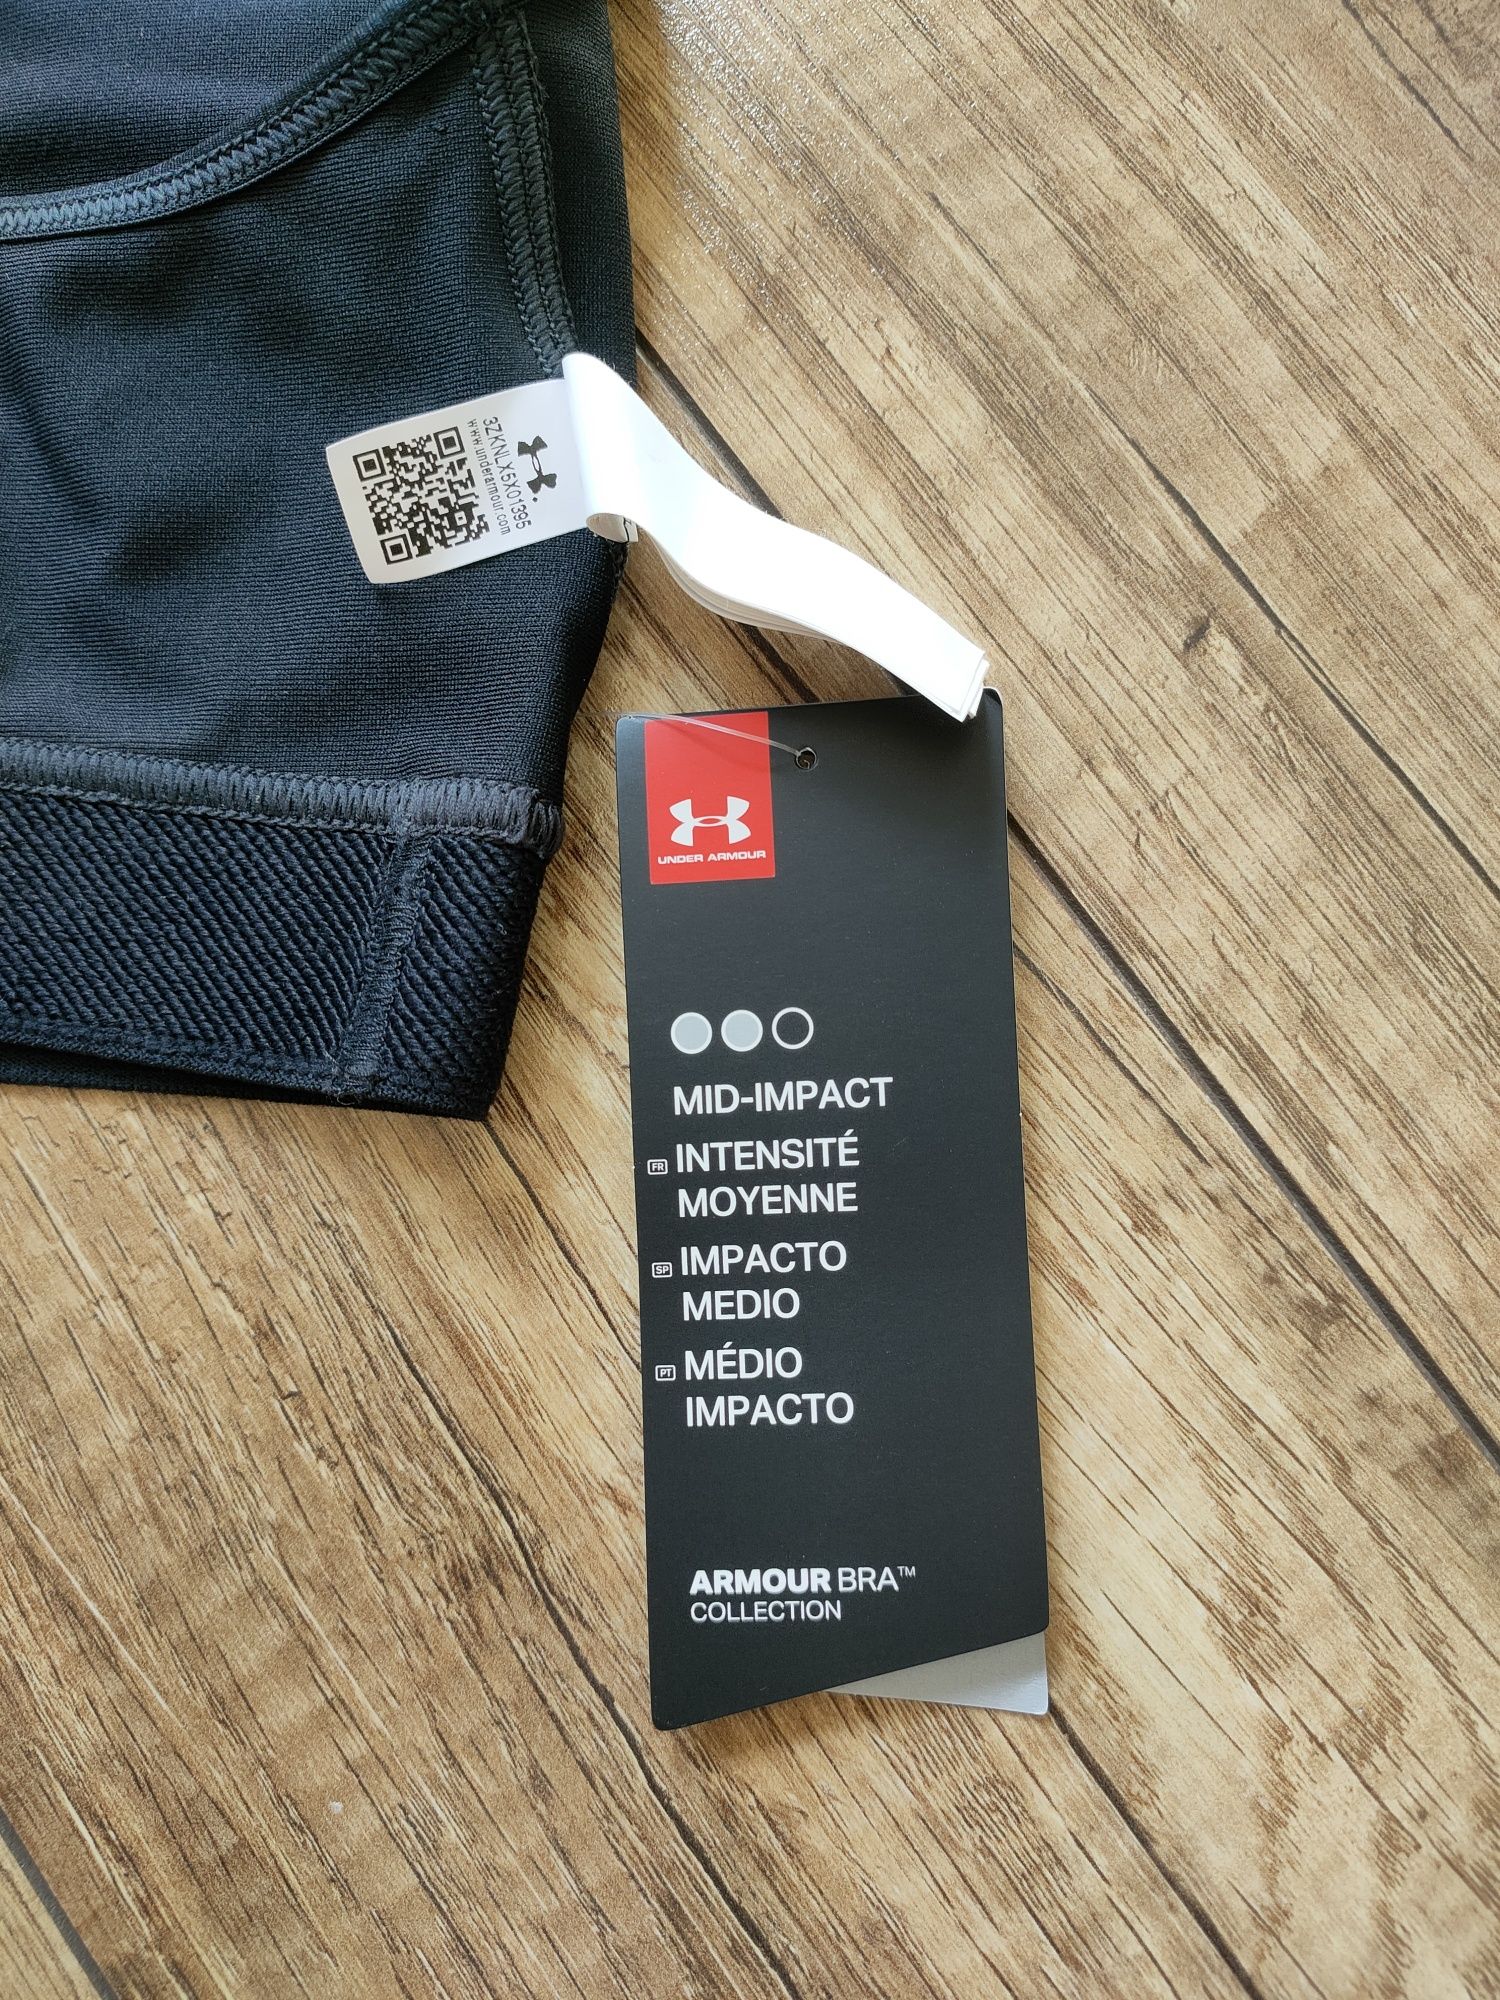 3ZKNLX5X01395
www.underarmour.com
UNDER ARMOUR
MID-IMPACT
FR INTENSITÉ
MOYENNE
SP IMPACTO
MEDIO
PT MÉDIO
IMPACTO
ARMOUR BRA™
COLLECTION